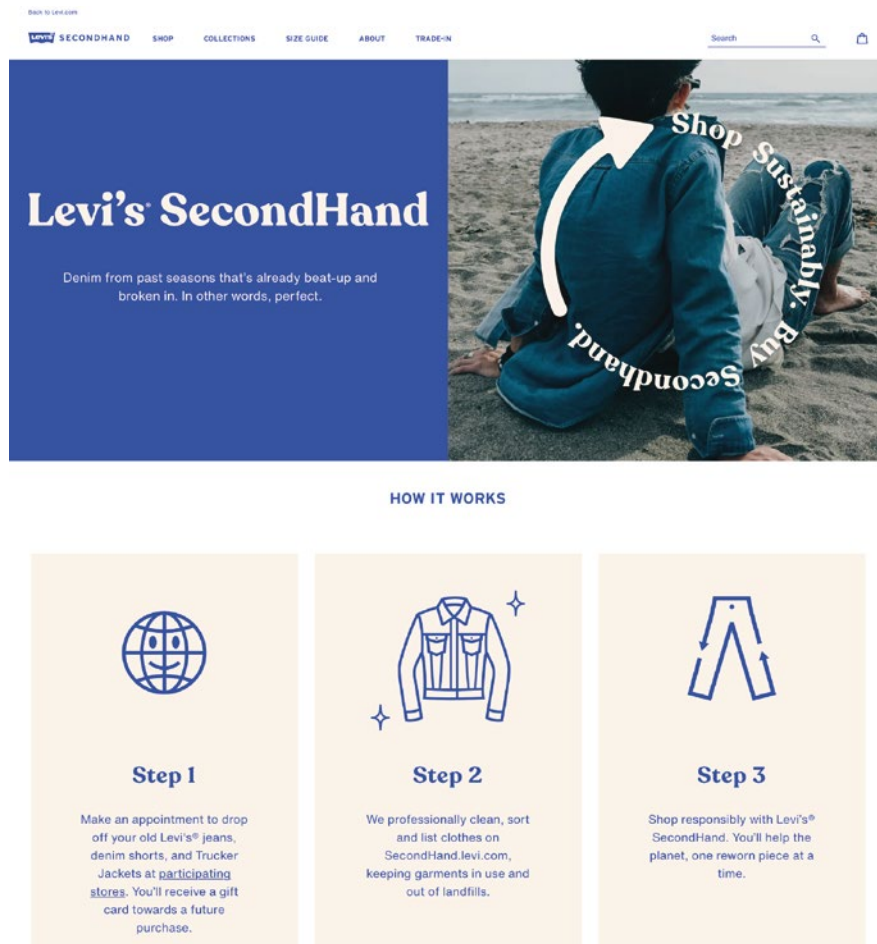 Back to Levi.com
Levi's SECONDHAND SHOP COLLECTIONS SIZE GUIDE ABOUT TRADE-IN Search
Levi's® SecondHand
Denim from past seasons that's already beat-up and
broken in. In other words, perfect.
Shop Sustainably. Buy Secondhand.
HOW IT WORKS
Step 1
Make an appointment to drop
off your old Levi's® jeans,
denim shorts, and Trucker
Jackets at participating
stores. You'll receive a gift
card towards a future
purchase.
Step 2
We professionally clean, sort
and list clothes on
SecondHand.levi.com,
keeping garments in use and
out of landfills.
Step 3
Shop responsibly with Levi's®
SecondHand. You'll help the
planet, one reworn piece at a
time.